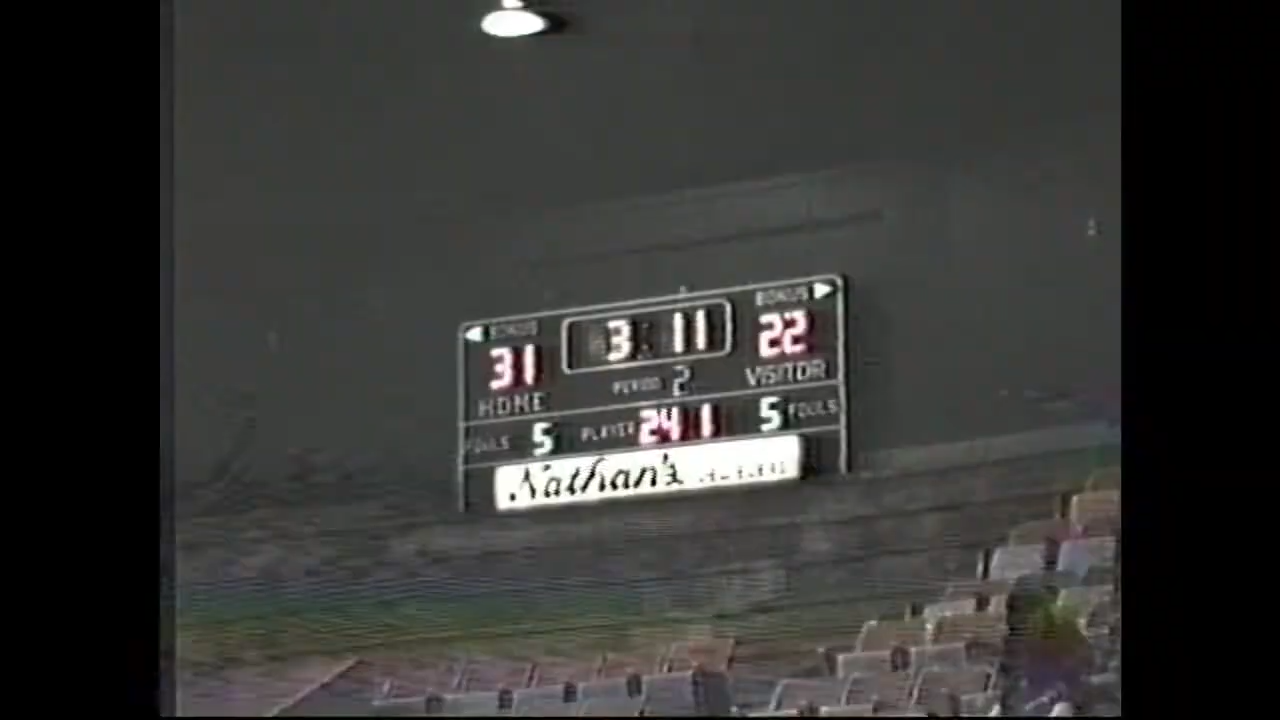 BONUS 3:11 BONUS
31 22
HOME PERIOD 2 VISITOR
FOULS 5 PLAYER 24 1 5 FOULS
Nathan's